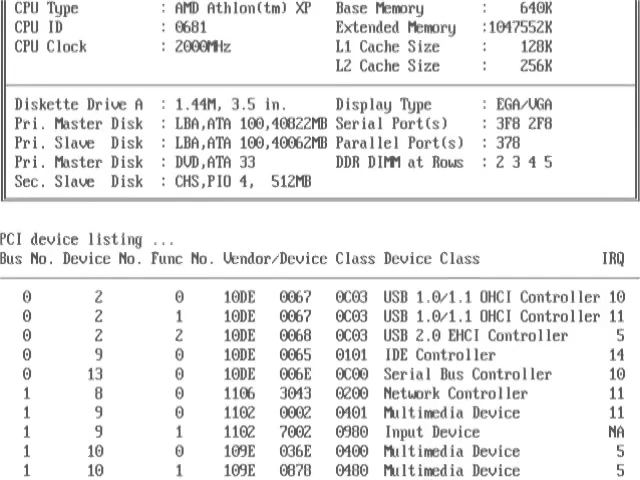 CPU Type : AMD Athlon(tm) XP Base Memory : 640K
CPU ID : 0681 Extended Memory :1047552K
CPU Clock : 2000MHz L1 Cache Size : 128K
L2 Cache Size : 256K
Diskette Drive A : 1.44M, 3.5 in. Display Type : EGA/VGA
Pri. Master Disk : LBA,ATA 100,40822MB Serial Port(s) : 3F8 2F8
Pri. Slave Disk : LBA,ATA 100,40062MB Parallel Port(s) : 378
Pri. Master Disk : DVD,ATA 33 DDR DIMM at Rows : 2 3 4 5
Sec. Slave Disk : CHS,PIO 4, 512MB
PCI device listing ...
Bus No. Device No. Func No. Vendor/Device Class Device Class IRQ
0 2 0 10DE 0067 0C03 USB 1.0/1.1 OHCI Controller 10
0 2 1 10DE 0067 0C03 USB 1.0/1.1 OHCI Controller 11
0 2 2 10DE 0068 0C03 USB 2.0 EHCI Controller 5
0 9 0 10DE 0065 0101 IDE Controller 14
0 13 0 10DE 006E 0C00 Serial Bus Controller 10
1 8 0 1106 3043 0200 Network Controller 11
1 9 0 1102 0002 0401 Multimedia Device 11
1 9 1 1102 7002 0980 Input Device NA
1 10 0 109E 036E 0400 Multimedia Device 5
1 10 1 109E 0878 0480 Multimedia Device 5